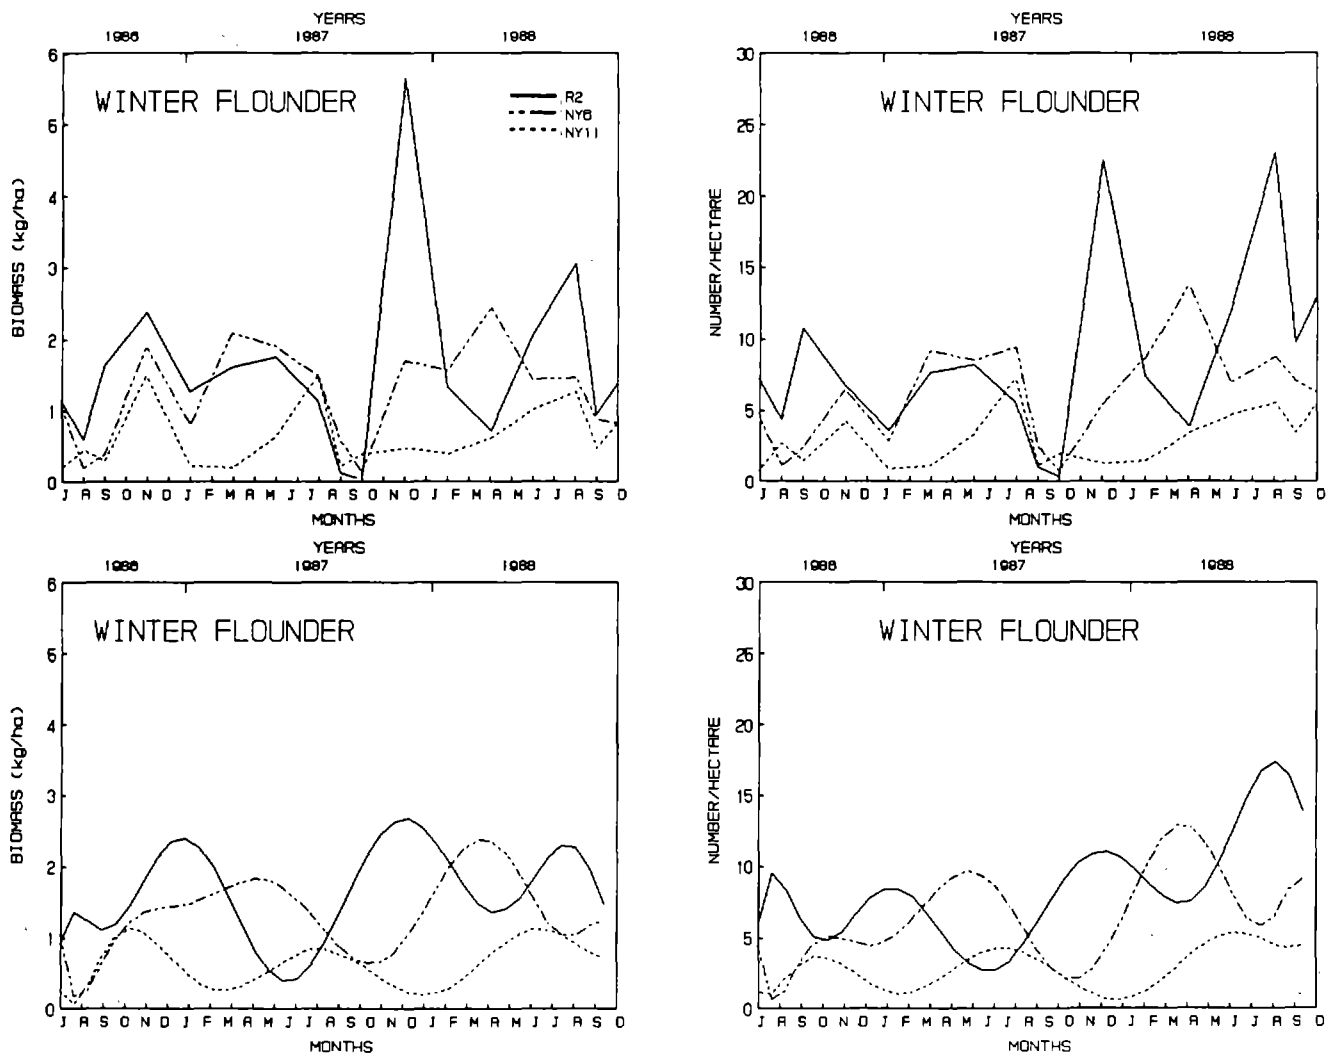 YEARS
1986 1987 1988
WINTER FLOUNDER
R2
NY6
NY11
BIOMASS (kg/ha)
6
5
4
3
2
1
0
J A S O N D J F M A M J J A S O N D J F M A M J J A S O
MONTHS
YEARS
1986 1987 1988
WINTER FLOUNDER
NUMBER/HECTARE
30
25
20
15
10
5
0
J A S O N D J F M A M J J A S O N D J F M A M J J A S O
MONTHS
YEARS
1986 1987 1988
WINTER FLOUNDER
BIOMASS (kg/ha)
6
5
4
3
2
1
0
J A S O N D J F M A M J J A S O N D J F M A M J J A S O
MONTHS
YEARS
1986 1987 1988
WINTER FLOUNDER
NUMBER/HECTARE
30
25
20
15
10
5
0
J A S O N D J F M A M J J A S O N D J F M A M J J A S O
MONTHS